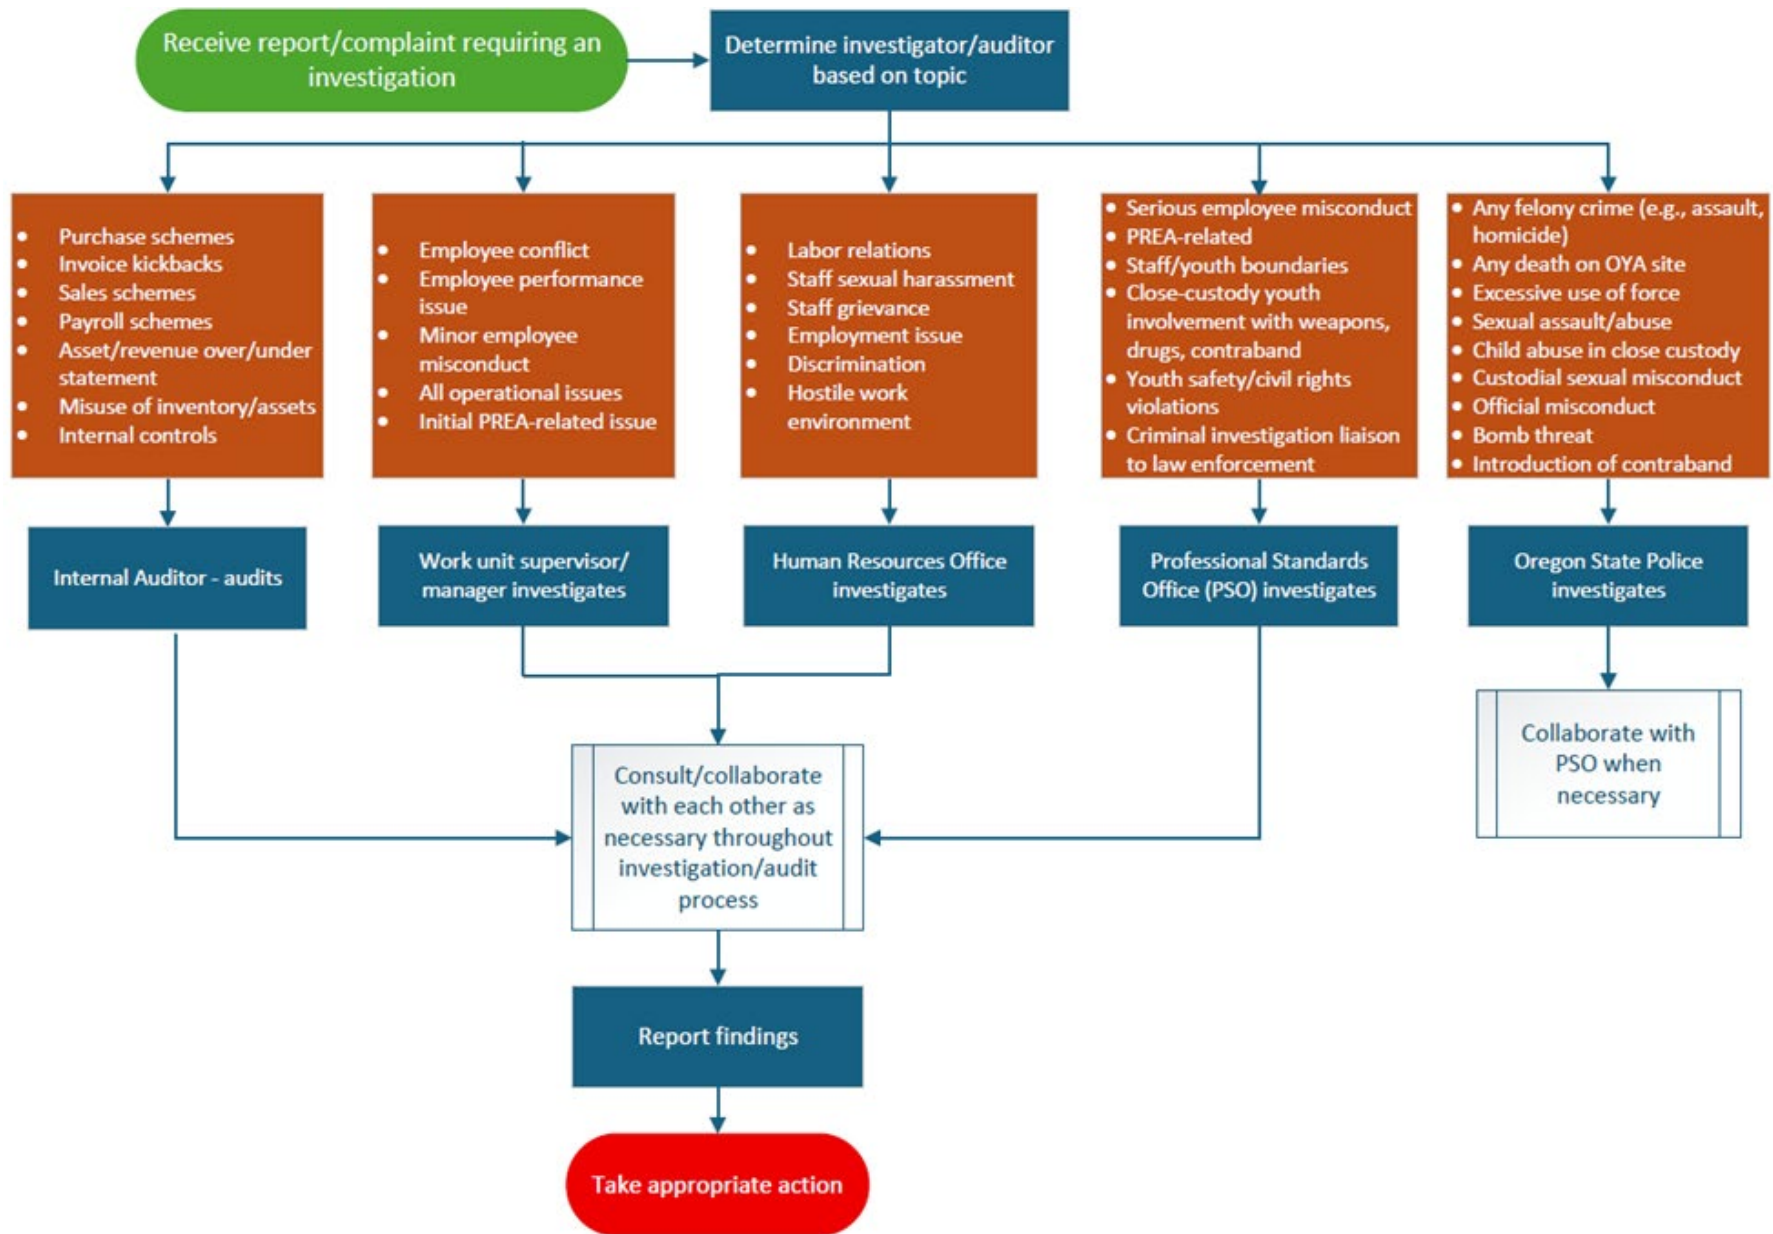 Receive report/complaint requiring an
investigation
Determine investigator/auditor
based on topic
• Purchase schemes
• Invoice kickbacks
• Sales schemes
• Payroll schemes
• Asset/revenue over/under
statement
• Misuse of inventory/assets
• Internal controls
• Employee conflict
• Employee performance
issue
• Minor employee
misconduct
• All operational issues
• Initial PREA-related issue
• Labor relations
• Staff sexual harassment
• Staff grievance
• Employment issue
• Discrimination
• Hostile work
environment
• Serious employee misconduct
• PREA-related
• Staff/youth boundaries
• Close-custody youth
involvement with weapons,
drugs, contraband
• Youth safety/civil rights
violations
• Criminal investigation liaison
to law enforcement
• Any felony crime (e.g., assault,
homicide)
• Any death on OYA site
• Excessive use of force
• Sexual assault/abuse
• Child abuse in close custody
• Custodial sexual misconduct
• Official misconduct
• Bomb threat
• Introduction of contraband
Internal Auditor - audits
Work unit supervisor/
manager investigates
Human Resources Office
investigates
Professional Standards
Office (PSO) investigates
Oregon State Police
investigates
Consult/collaborate
with each other as
necessary throughout
investigation/audit
process
Collaborate with
PSO when
necessary
Report findings
Take appropriate action